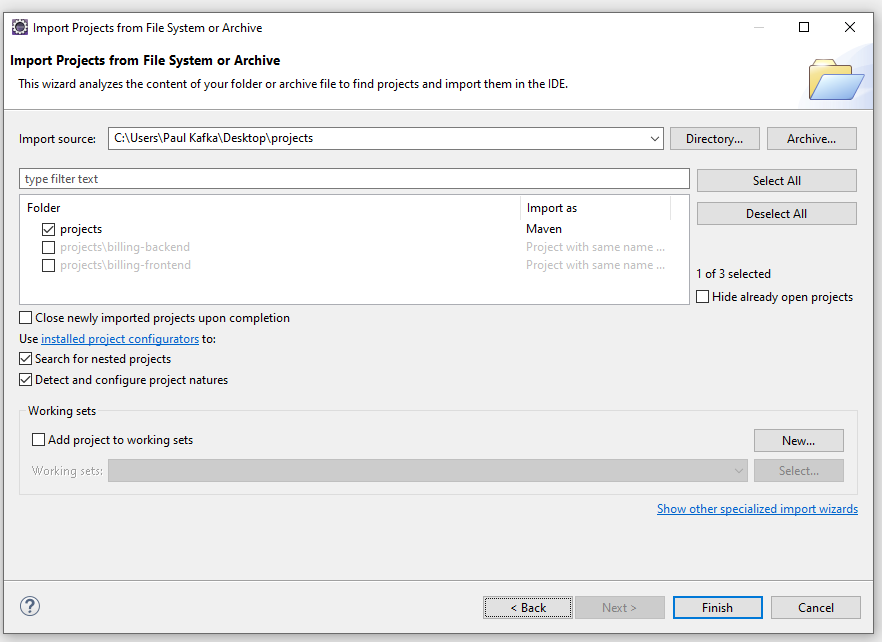 Import Projects from File System or Archive
Import Projects from File System or Archive
This wizard analyzes the content of your folder or archive file to find projects and import them in the IDE.
Import source: C:\Users\Paul Kafka\Desktop\projects Directory... Archive...
type filter text Select All
Folder Import as Deselect All
projects Maven
projects\billing-backend Project with same name ...
projects\billing-frontend Project with same name ...
1 of 3 selected
Hide already open projects
Close newly imported projects upon completion
Use installed project configurators to:
Search for nested projects
Detect and configure project natures
Working sets
Add project to working sets New...
Working sets: Select...
Show other specialized import wizards
? < Back Next > Finish Cancel